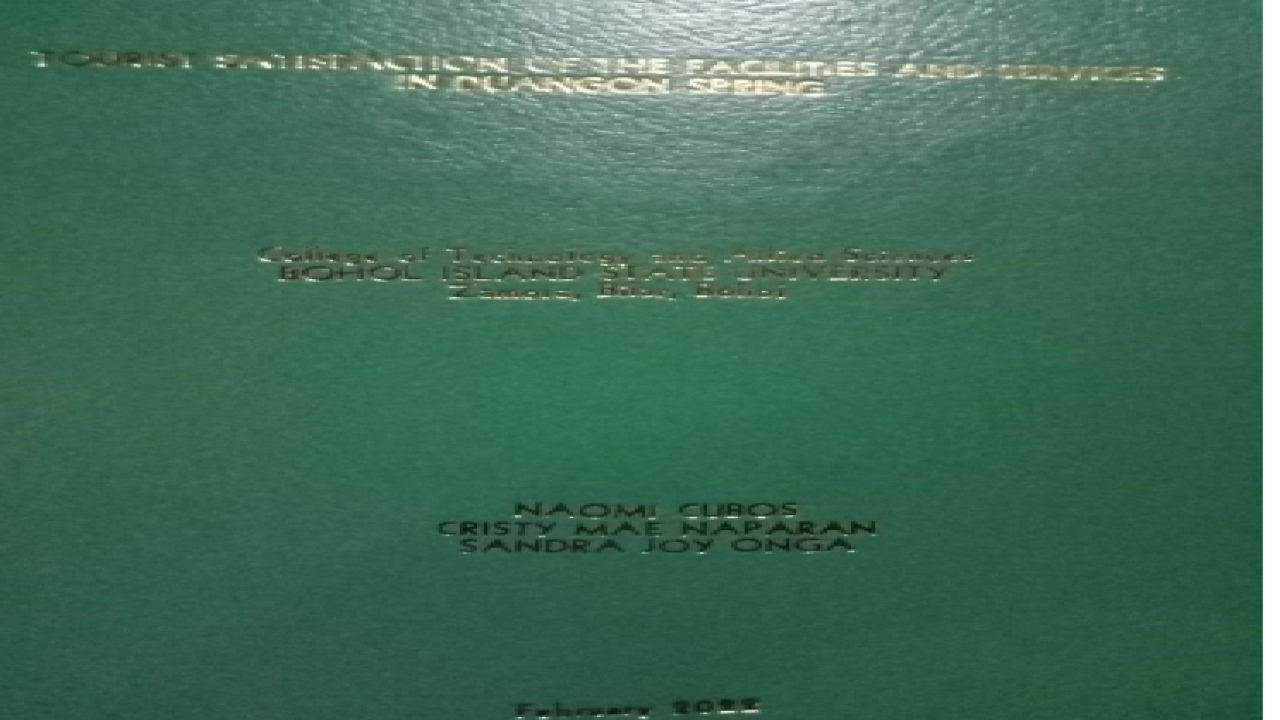 TOURIST SATISFACTION OF THE FACILITIES AND SERVICES
IN SPRING
College of Technology and Allied Sciences
BOHOL ISLAND STATE UNIVERSITY
Zamora, Bilar, Bohol
NAOMI CUBOS
CRISTY MAE NAPARAN
SANDRA JOY ONGA
February 2022